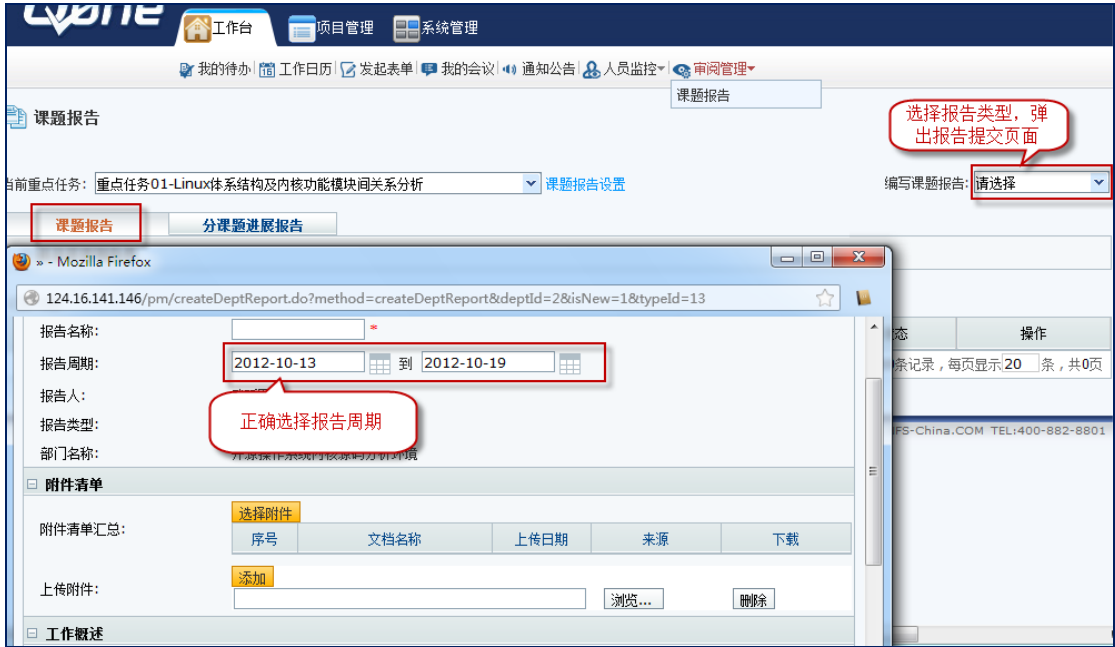 工作台 项目管理 系统管理
我的待办 工作日历 发起表单 我的会议 通知公告 人员监控 审阅管理
课题报告
课题报告
选择报告类型，弹
出报告提交页面
当前重点任务: 重点任务01-Linux体系结构及内核功能模块间关系分析 课题报告设置 编写课题报告: 请选择
课题报告 分课题进展报告
» - Mozilla Firefox
124.16.141.146/pm/createDeptReport.do?method=createDeptReport&deptId=2&isNew=1&typeId=13
报告名称: *
报告周期: 2012-10-13 到 2012-10-19
报告人:
正确选择报告周期
报告类型:
部门名称:
态 操作
条记录，每页显示 20 条，共0页
FS-China.COM TEL:400-882-8801
附件清单
附件清单汇总: 选择附件
序号 文档名称 上传日期 来源 下载
上传附件: 添加
浏览... 删除
工作概述